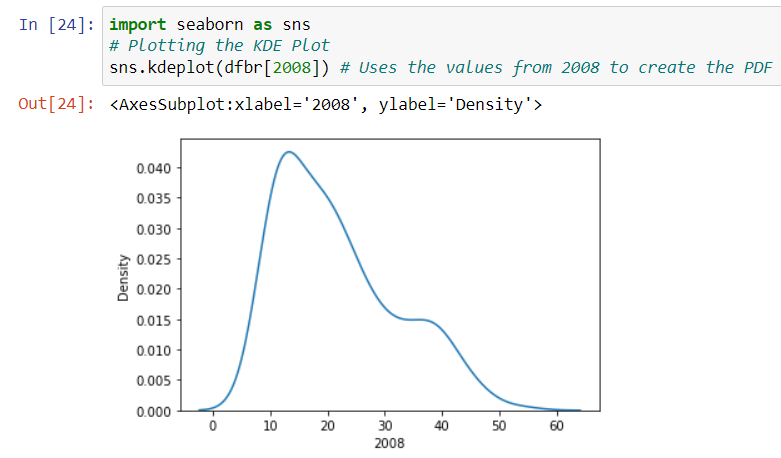 In [24]: import seaborn as sns
# Plotting the KDE Plot
sns.kdeplot(dfbr[2008]) # Uses the values from 2008 to create the PDF
Out[24]: <AxesSubplot:xlabel='2008', ylabel='Density'>
0.040
0.035
0.030
0.025
0.020
0.015
0.010
0.005
0.000
Density
0 10 20 30 40 50 60
2008